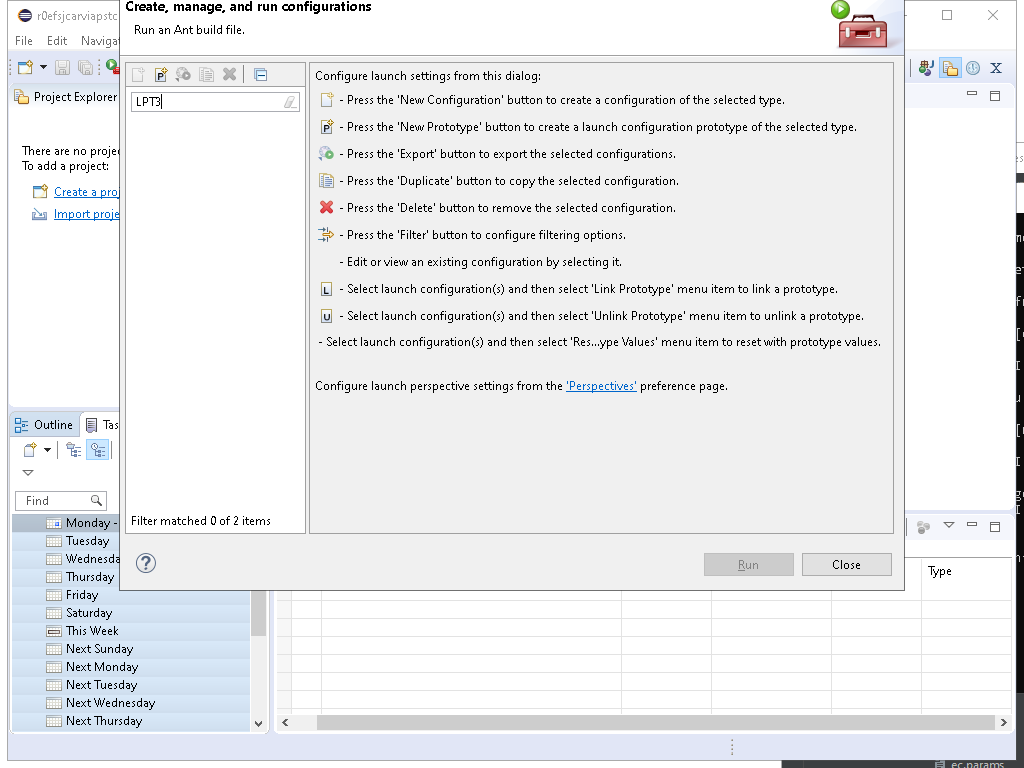 r0efsjcarviapstc
Create, manage, and run configurations
Run an Ant build file.
File Edit Naviga
Project Explorer
There are no proje
To add a project:
Create a proj
Import proje
LPT3
Filter matched 0 of 2 items
Configure launch settings from this dialog:
- Press the 'New Configuration' button to create a configuration of the selected type.
- Press the 'New Prototype' button to create a launch configuration prototype of the selected type.
- Press the 'Export' button to export the selected configurations.
- Press the 'Duplicate' button to copy the selected configuration.
- Press the 'Delete' button to remove the selected configuration.
- Press the 'Filter' button to configure filtering options.
- Edit or view an existing configuration by selecting it.
L - Select launch configuration(s) and then select 'Link Prototype' menu item to link a prototype.
U - Select launch configuration(s) and then select 'Unlink Prototype' menu item to unlink a prototype.
- Select launch configuration(s) and then select 'Res...ype Values' menu item to reset with prototype values.
Configure launch perspective settings from the 'Perspectives' preference page.
Run Close
Outline Tas
Find
Monday -
Tuesday
Wednesda
Thursday
Friday
Saturday
This Week
Next Sunday
Next Monday
Next Tuesday
Next Wednesday
Next Thursday
Type
ec.params